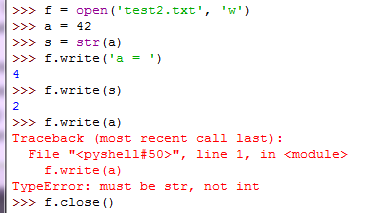 >>> f = open('test2.txt', 'w')
>>> a = 42
>>> s = str(a)
>>> f.write('a = ')
4
>>> f.write(s)
2
>>> f.write(a)
Traceback (most recent call last):
  File "<pyshell#50>", line 1, in <module>
    f.write(a)
TypeError: must be str, not int
>>> f.close()